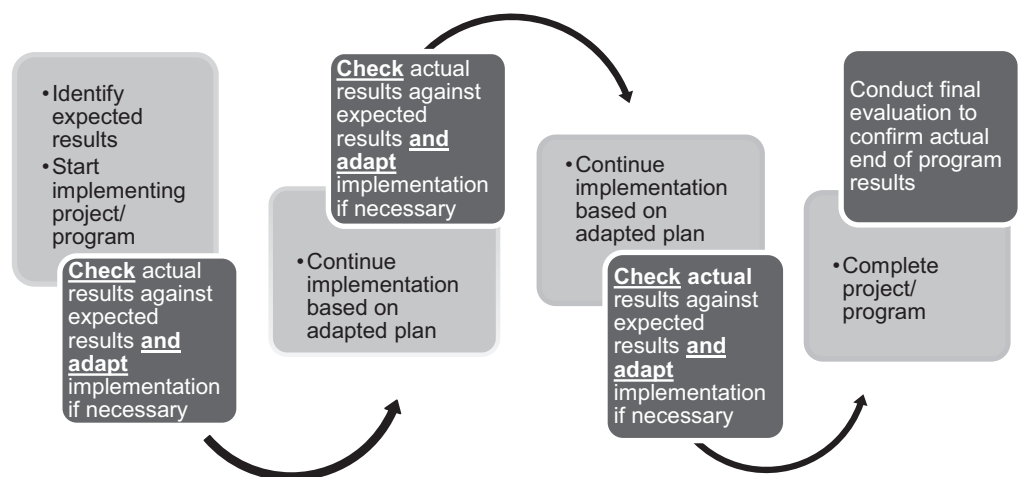 •Identify
expected
results
•Start
implementing
project/
program
Check actual
results against
expected
results and
adapt
implementation
if necessary
Check actual
results against
expected
results and
adapt
implementation
if necessary
•Continue
implementation
based on
adapted plan
•Continue
implementation
based on
adapted plan
Check actual
results against
expected
results and
adapt
implementation
if necessary
Conduct final
evaluation to
confirm actual
end of program
results
•Complete
project/
program